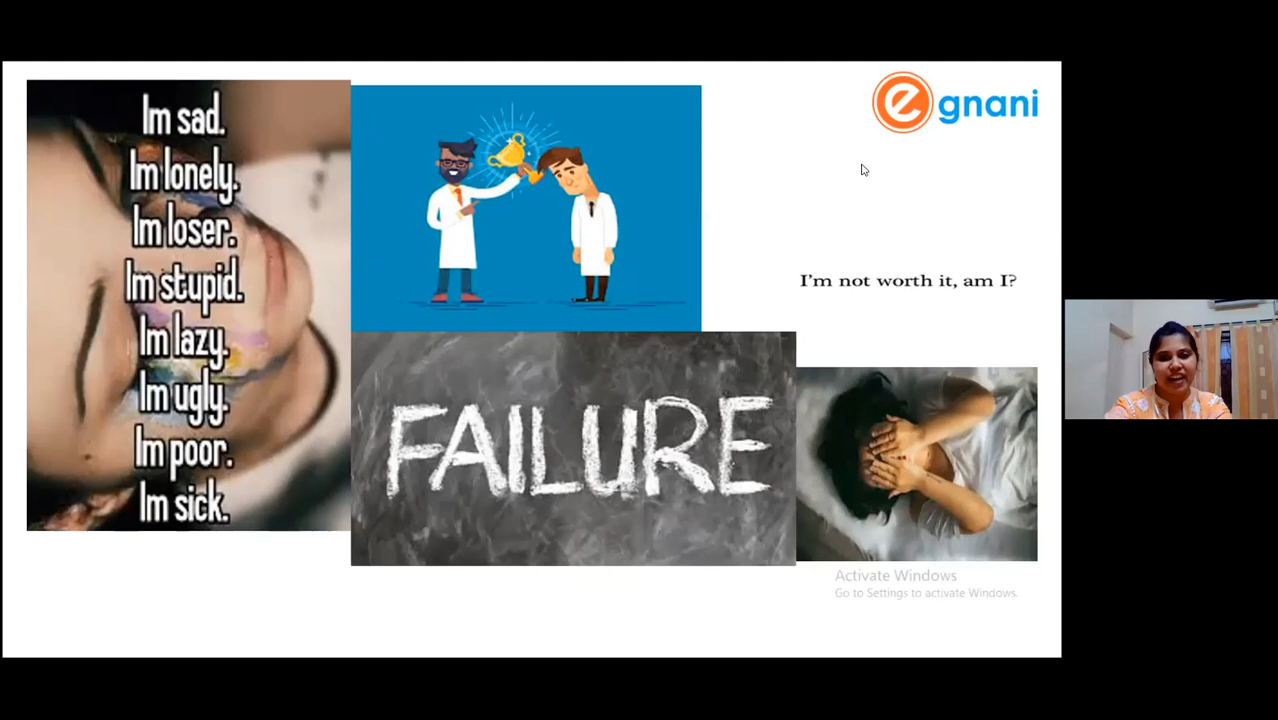 Im sad.
Im lonely.
Im loser.
Im stupid.
Im lazy.
Im ugly.
Im poor.
Im sick.
e gnani
I'm not worth it, am I?
FAILURE
Activate Windows
Go to Settings to activate Windows.